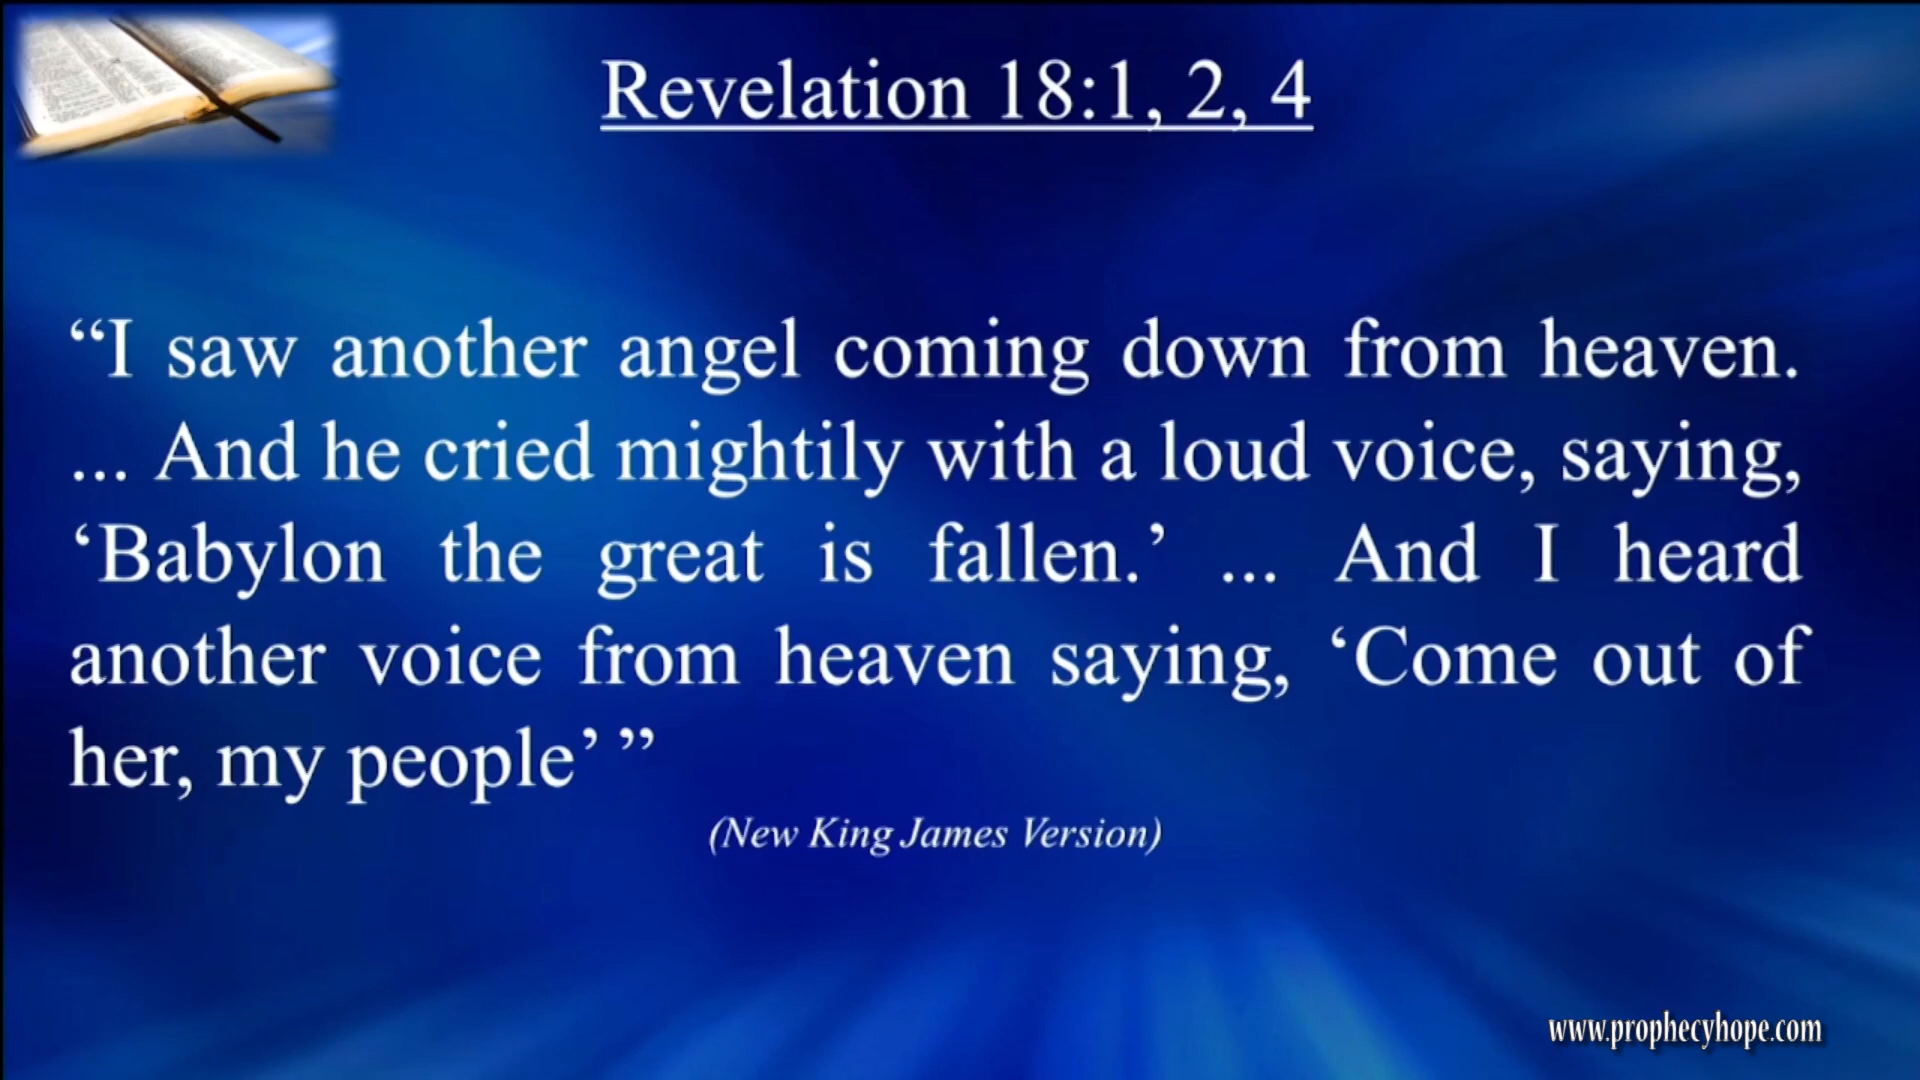 Revelation 18:1, 2, 4
“I saw another angel coming down from heaven.
... And he cried mightily with a loud voice, saying,
‘Babylon the great is fallen.’ ... And I heard
another voice from heaven saying, ‘Come out of
her, my people’ ”
(New King James Version)
www.prophecyhope.com